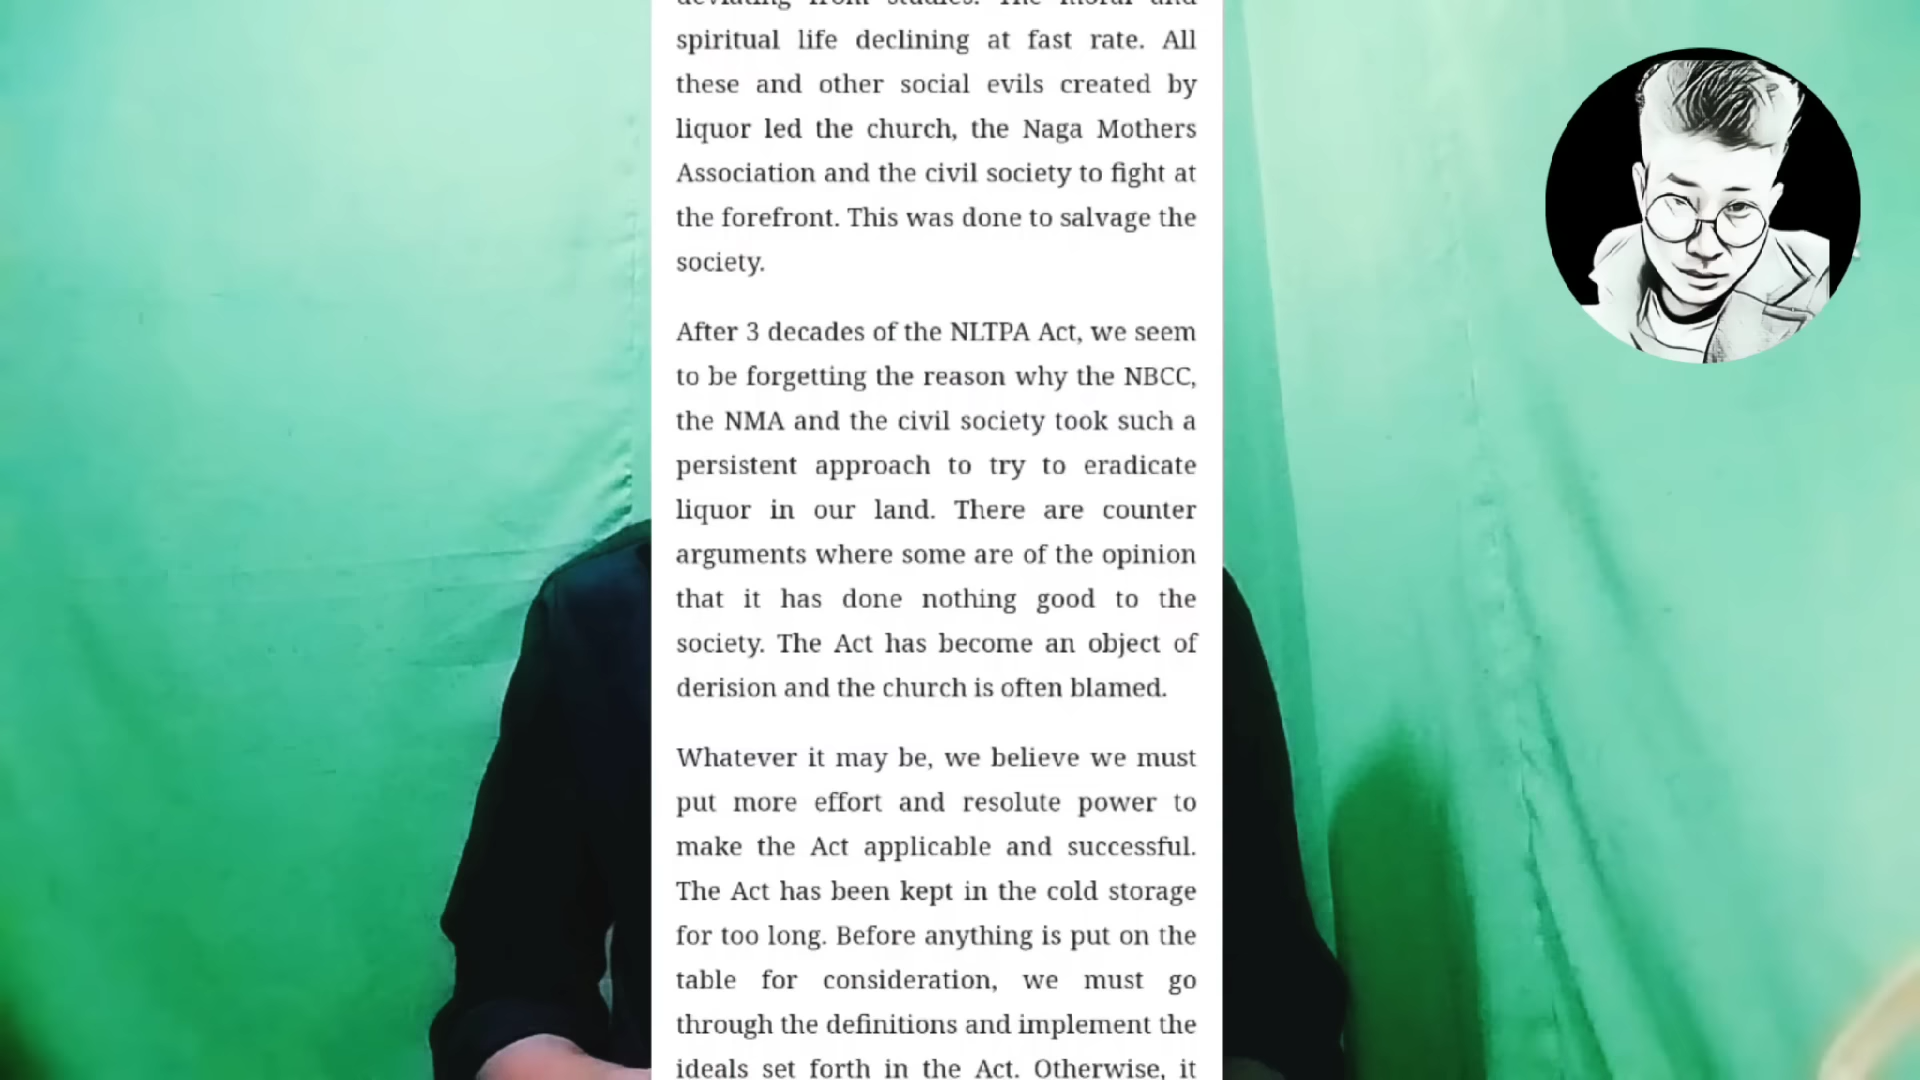 deviating from studies. The moral and
spiritual life declining at fast rate. All
these and other social evils created by
liquor led the church, the Naga Mothers
Association and the civil society to fight at
the forefront. This was done to salvage the
society.
After 3 decades of the NLTPA Act, we seem
to be forgetting the reason why the NBCC,
the NMA and the civil society took such a
persistent approach to try to eradicate
liquor in our land. There are counter
arguments where some are of the opinion
that it has done nothing good to the
society. The Act has become an object of
derision and the church is often blamed.
Whatever it may be, we believe we must
put more effort and resolute power to
make the Act applicable and successful.
The Act has been kept in the cold storage
for too long. Before anything is put on the
table for consideration, we must go
through the definitions and implement the
ideals set forth in the Act. Otherwise, it